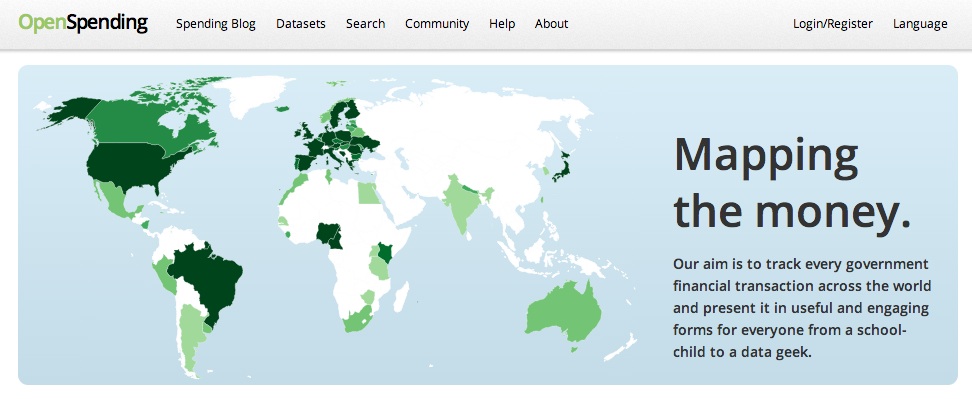 OpenSpending Spending Blog Datasets Search Community Help About Login/Register Language
Mapping
the money.
Our aim is to track every government
financial transaction across the world
and present it in useful and engaging
forms for everyone from a school-
child to a data geek.